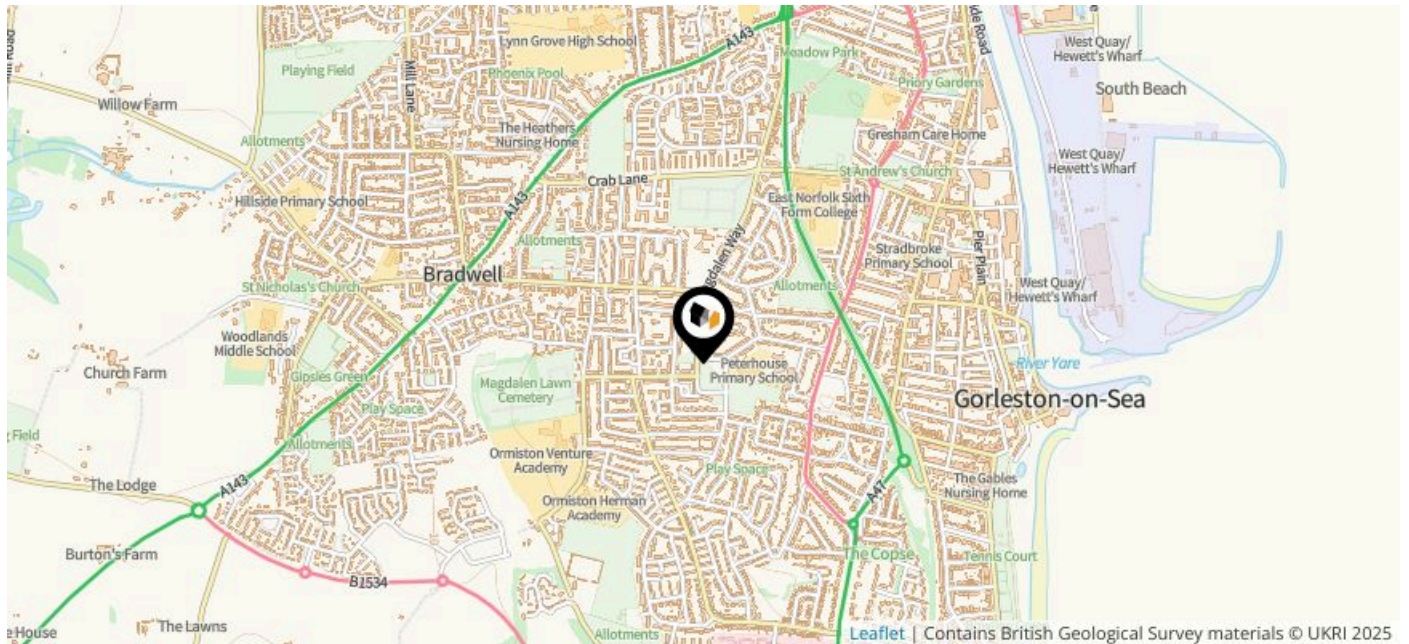 West Quay/
Hewett's Wharf
Lynn Grove High School
A143
Meadow Park
Playing Field
Phoenix Pool
Mill Lane
Priory Gardens
South Beach
Willow Farm
The Heathers
Nursing Home
Gresham Care Home
Allotments
West Quay/
Hewett's Wharf
St Andrew's Church
Crab Lane
Hillside Primary School
A143
East Norfolk Sixth
Form College
Allotments
Stradbroke
Primary School
Pier Plain
Bradwell
St Nicholas's Church
Allotments
West Quay/
Hewett's Wharf
Woodlands
Middle School
Church Farm
Gipsies Green
Peterhouse
Primary School
River Yare
Magdalen Lawn
Cemetery
Gorleston-on-Sea
Play Space
Field
Allotments
Ormiston Venture
Academy
Play Space
The Lodge
A143
The Gables
Nursing Home
A47
Ormiston Herman
Academy
Burton's Farm
The Copse
Tennis Court
B1534
The Lawns
House
Allotments
Leaflet | Contains British Geological Survey materials © UKRI 2025